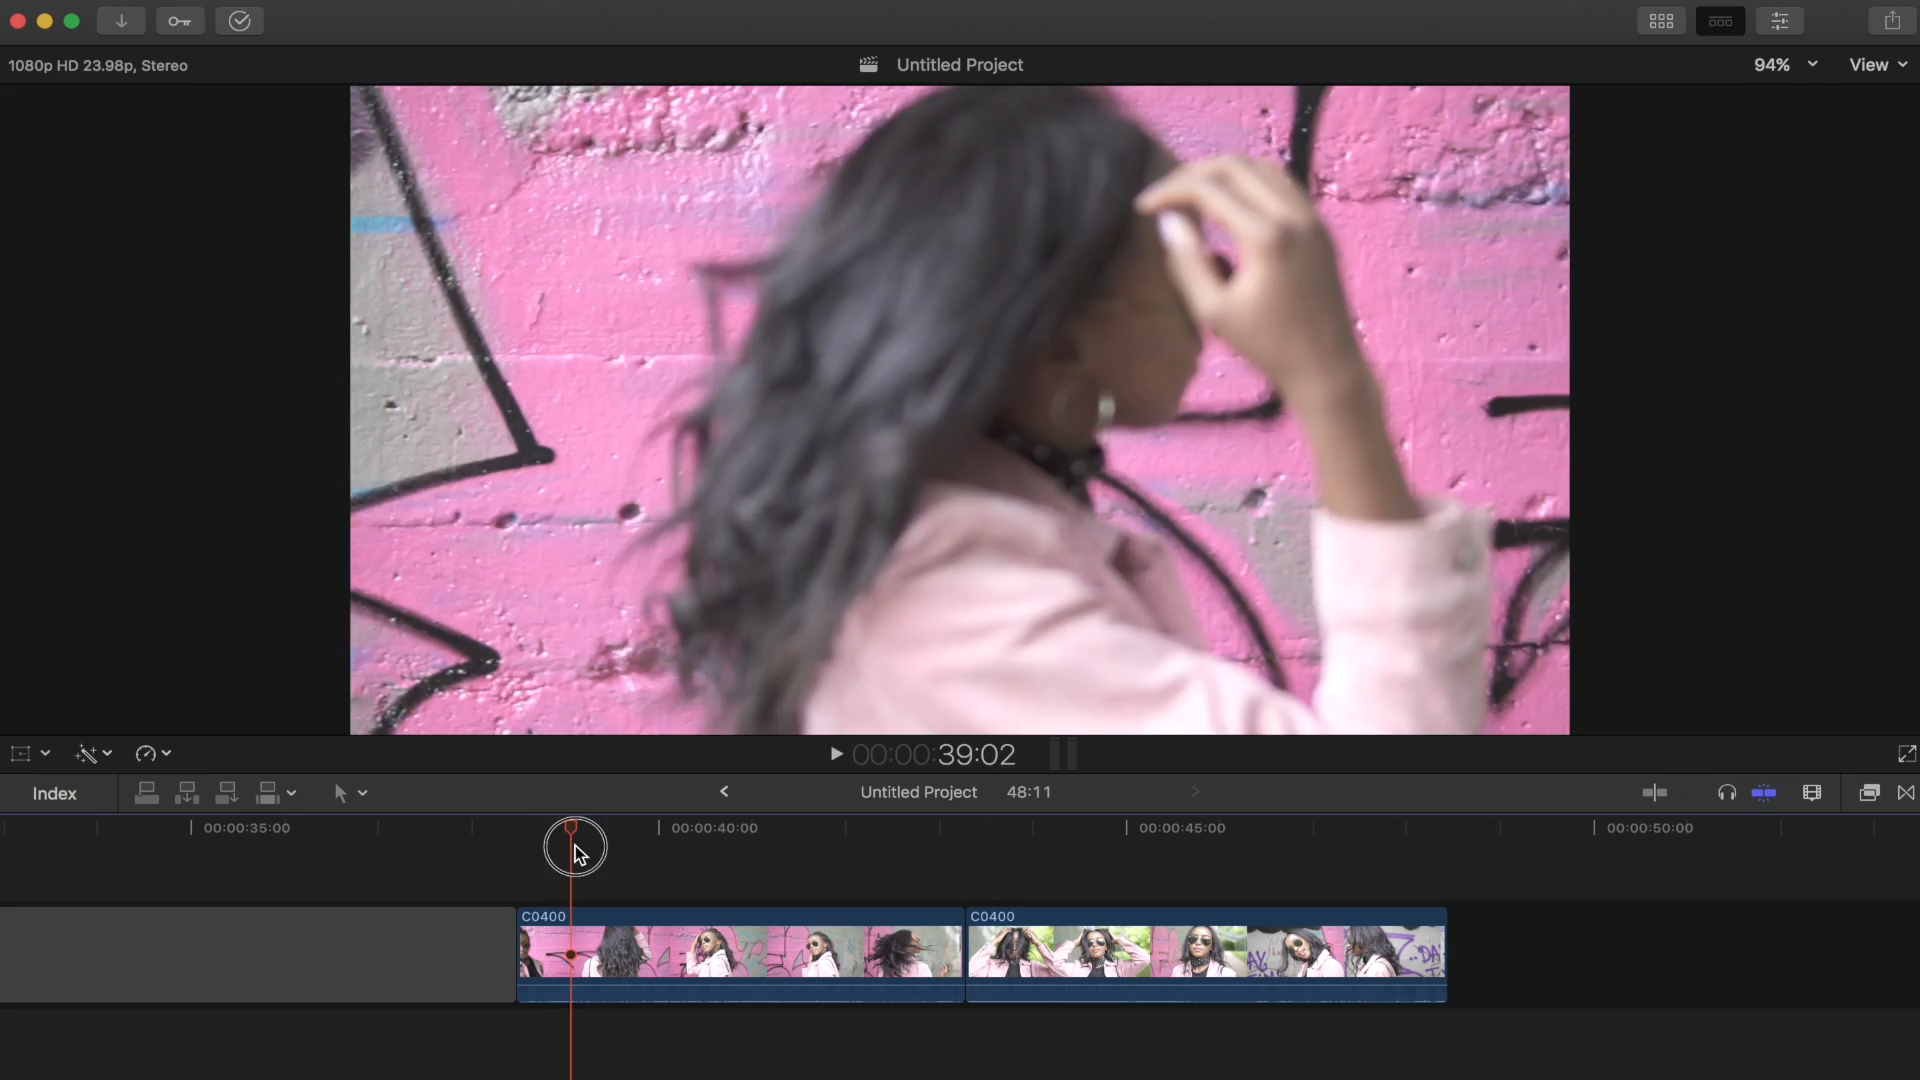 1080p HD 23.98p, Stereo
Untitled Project
94%
View
00:00:39:02
Index
Untitled Project
48:11
00:00:35:00
00:00:40:00
00:00:45:00
00:00:50:00
C0400
C0400